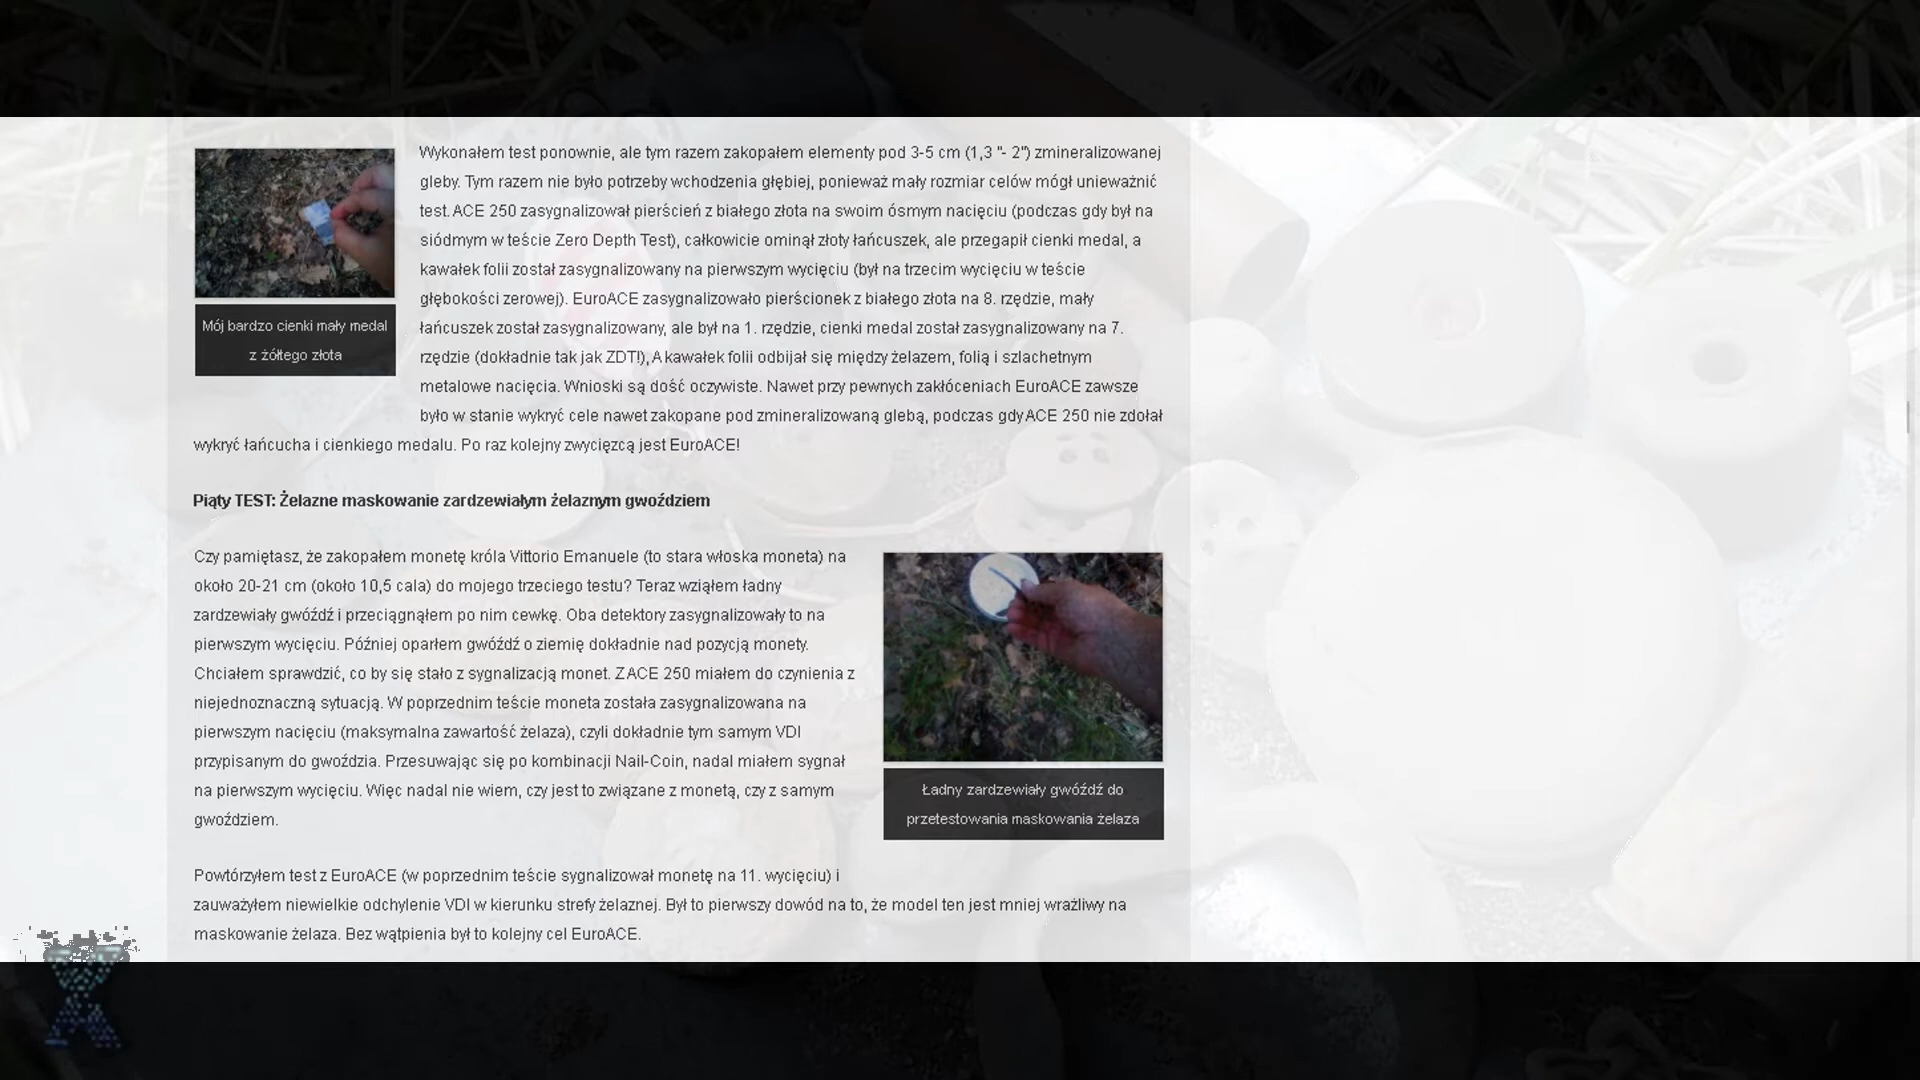 Wykonałem test ponownie, ale tym razem zakopałem elementy pod 3-5 cm (1,3 "- 2") zmineralizowanej
gleby. Tym razem nie było potrzeby wchodzenia głębiej, ponieważ mały rozmiar celów mógł unieważnić
test. ACE 250 zasygnalizował pierścień z białego złota na swoim ósmym nacięciu (podczas gdy był na
siódmym w teście Zero Depth Test), całkowicie ominął złoty łańcuszek, ale przegapił cienki medal, a
kawałek folii został zasygnalizowany na pierwszym wycięciu (był na trzecim wycięciu w teście
głębokości zerowej). EuroACE zasygnalizowało pierścionek z białego złota na 8. rzędzie, mały
łańcuszek został zasygnalizowany, ale był na 1. rzędzie, cienki medal został zasygnalizowany na 7.
rzędzie (dokładnie tak jak ZDT!), A kawałek folii odbijał się między żelazem, folią i szlachetnym
metalowe nacięcia. Wnioski są dość oczywiste. Nawet przy pewnych zakłóceniach EuroACE zawsze
było w stanie wykryć cele nawet zakopane pod zmineralizowaną glebą, podczas gdy ACE 250 nie zdołał
wykryć łańcucha i cienkiego medalu. Po raz kolejny zwycięzcą jest EuroACE!
Mój bardzo cienki mały medal
z żółtego złota
Piąty TEST: Żelazne maskowanie zardzewiałym żelaznym gwoździem
Czy pamiętasz, że zakopałem monetę króla Vittorio Emanuele (to stara włoska moneta) na
około 20-21 cm (około 10,5 cala) do mojego trzeciego testu? Teraz wziąłem ładny
zardzewiały gwóźdź i przeciągnąłem po nim cewkę. Oba detektory zasygnalizowały to na
pierwszym wycięciu. Później oparłem gwóźdź o ziemię dokładnie nad pozycją monety.
Chciałem sprawdzić, co by się stało z sygnalizacją monet. Z ACE 250 miałem do czynienia z
niejednoznaczną sytuacją. W poprzednim teście moneta została zasygnalizowana na
pierwszym nacięciu (maksymalna zawartość żelaza), czyli dokładnie tym samym VDI
przypisanym do gwoździa. Przesuwając się po kombinacji Nail-Coin, nadal miałem sygnał
na pierwszym wycięciu. Więc nadal nie wiem, czy jest to związane z monetą, czy z samym
gwoździem.
Ładny zardzewiały gwóźdź do
przetestowania maskowania żelaza
Powtórzyłem test z EuroACE (w poprzednim teście sygnalizował monetę na 11. wycięciu) i
zauważyłem niewielkie odchylenie VDI w kierunku strefy żelaznej. Był to pierwszy dowód na to, że model ten jest mniej wrażliwy na
maskowanie żelaza. Bez wątpienia był to kolejny cel EuroACE.